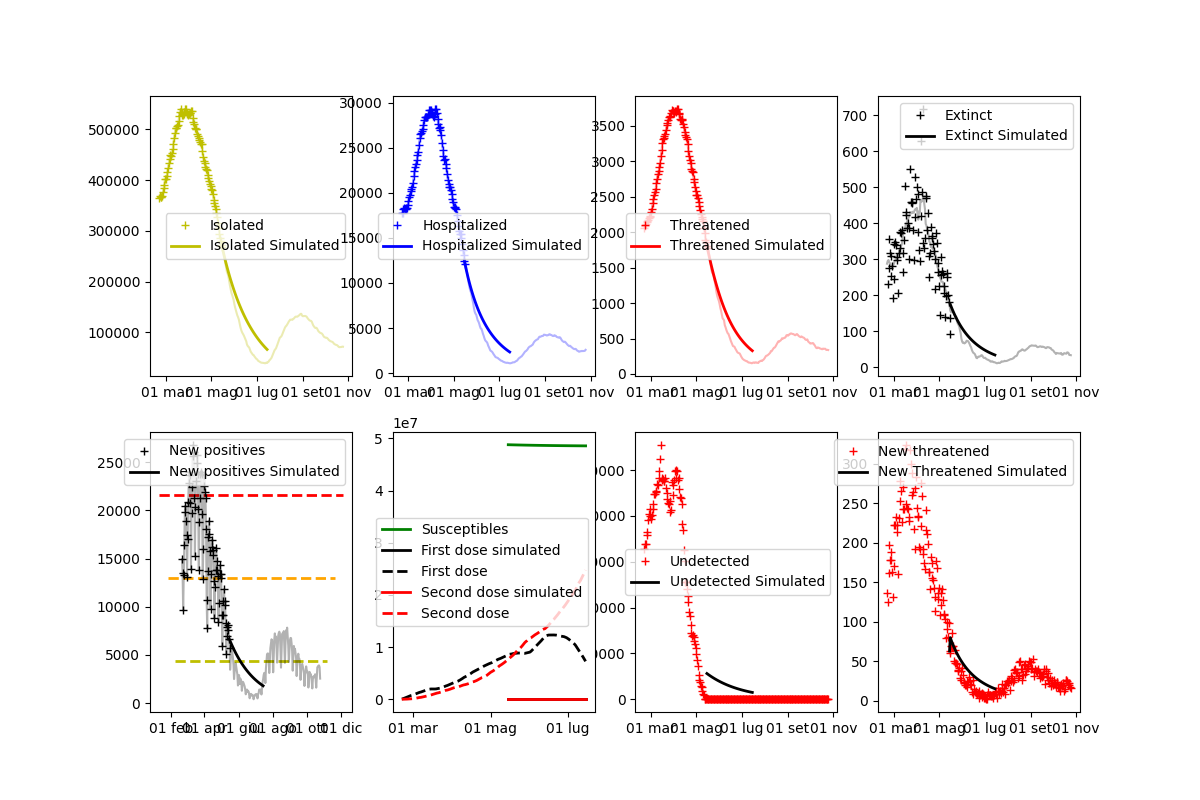 500000
400000
300000
200000
100000
Isolated
Isolated Simulated
01 mar
01 mag
01 lug
01 set
01 nov
30000
25000
20000
15000
10000
5000
0
Hospitalized
Hospitalized Simulated
01 mar
01 mag
01 lug
01 set
01 nov
3500
3000
2500
2000
1500
1000
500
0
Threatened
Threatened Simulated
01 mar
01 mag
01 lug
01 set
01 nov
700
600
500
400
300
200
100
0
Extinct
Extinct Simulated
01 mar
01 mag
01 lug
01 set
01 nov
25000
20000
15000
10000
5000
0
New positives
New positives Simulated
01 feb
01 apr
01 giu
01 ago
01 ott
01 dic
1e7
5
4
3
2
1
0
Susceptibles
First dose simulated
First dose
Second dose simulated
Second dose
01 mar
01 mag
01 lug
0
Undetected
Undetected Simulated
01 mar
01 mag
01 lug
01 set
01 nov
300
250
200
150
100
50
0
New threatened
New Threatened Simulated
01 mar
01 mag
01 lug
01 set
01 nov